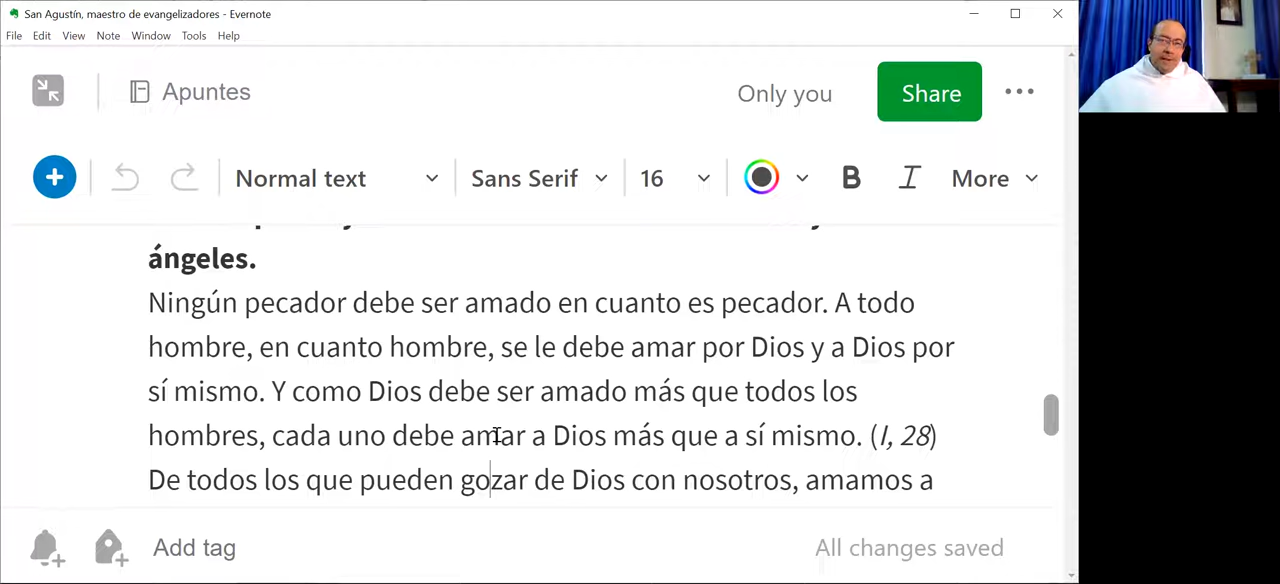 San Agustín, maestro de evangelizadores - Evernote
File Edit View Note Window Tools Help
Apuntes
Only you
Share
Normal text
Sans Serif
16
B
I
More
ángeles.
Ningún pecador debe ser amado en cuanto es pecador. A todo
hombre, en cuanto hombre, se le debe amar por Dios y a Dios por
sí mismo. Y como Dios debe ser amado más que todos los
hombres, cada uno debe amar a Dios más que a sí mismo. (I, 28)
De todos los que pueden gozar de Dios con nosotros, amamos a
Add tag
All changes saved